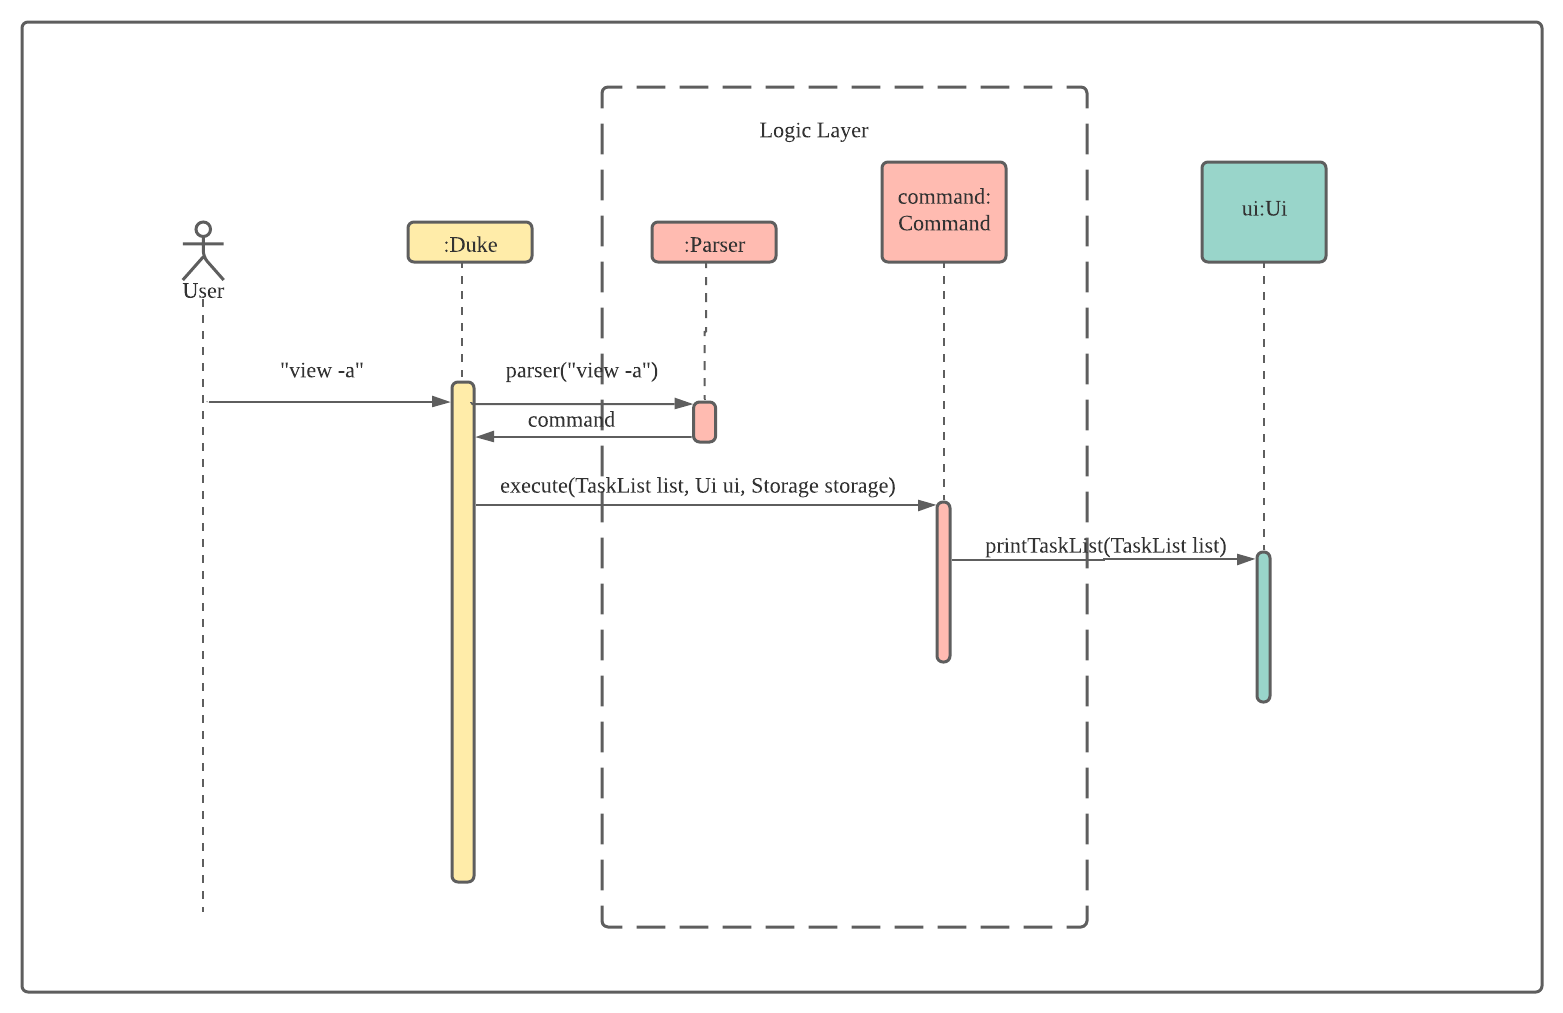 Logic Layer
command:
Command
ui:Ui
:Duke
:Parser
User
"view -a"
parser("view -a")
command
execute(TaskList list, Ui ui, Storage storage)
printTaskList(TaskList list)